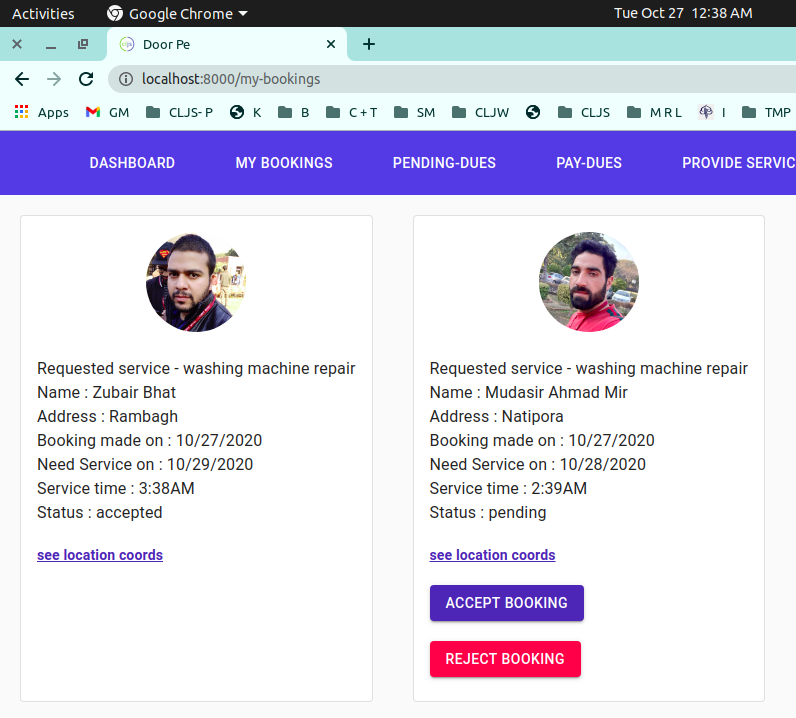 Activities Google Chrome Tue Oct 27 12:38 AM
Door Pe
localhost:8000/my-bookings
Apps GM CLJS- P K B C + T SM CLJW CLJS M R L I TMP
DASHBOARD MY BOOKINGS PENDING-DUES PAY-DUES PROVIDE SERVIC
Requested service - washing machine repair
Name : Zubair Bhat
Address : Rambagh
Booking made on : 10/27/2020
Need Service on : 10/29/2020
Service time : 3:38AM
Status : accepted
see location coords
Requested service - washing machine repair
Name : Mudasir Ahmad Mir
Address : Natipora
Booking made on : 10/27/2020
Need Service on : 10/28/2020
Service time : 2:39AM
Status : pending
see location coords
ACCEPT BOOKING
REJECT BOOKING